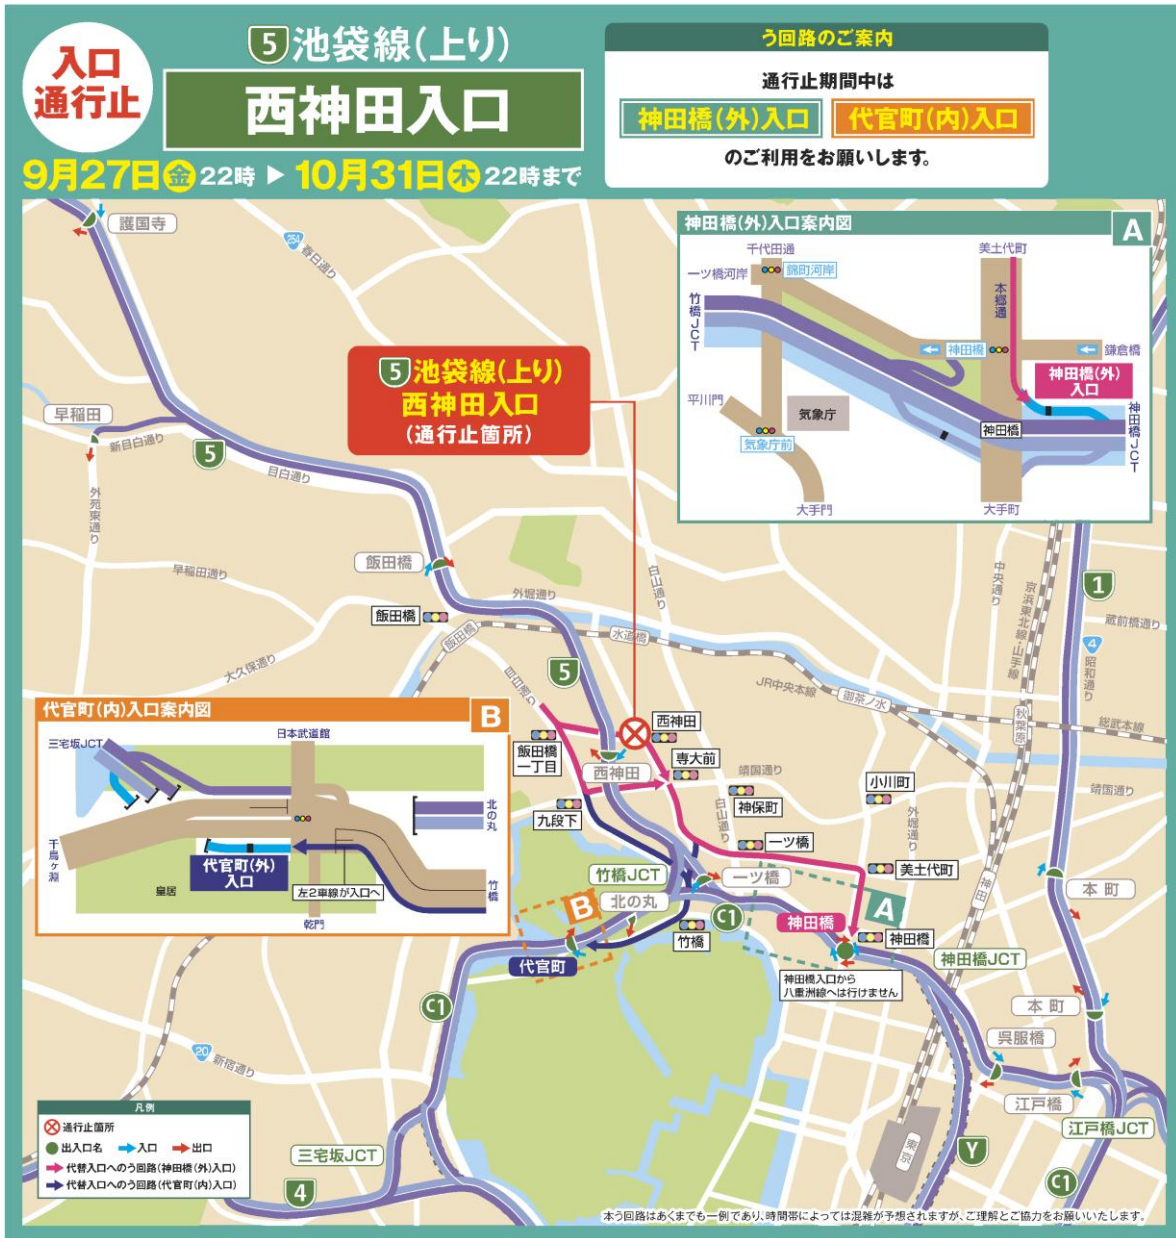 入口
通行止
5 池袋線(上り)
西神田入口
9月27日金22時 ▶ 10月31日木22時まで
う回路のご案内
通行止期間中は
神田橋(外)入口 代官町(内)入口
のご利用をお願いします。
護国寺
254
春日通り
早稲田
新目白通り
5
目白通り
外苑東通り
早稲田通り
飯田橋
飯田橋
大久保通り
外堀通り
白山通り
水道橋
飯田橋
目白通り
5
5 池袋線(上り)
西神田入口
(通行止箇所)
神田橋(外)入口案内図
A
千代田通
美土代町
一ツ橋河岸
錦町河岸
本郷通
竹橋JCT
神田橋
鎌倉橋
神田橋(外)
入口
平川門
気象庁
気象庁前
神田橋
神田橋JCT
大手門
大手町
中央通り
京浜東北線・山手線
1
蔵前橋通り
4
昭和通り
JR中央本線
御茶ノ水
秋葉原
総武本線
西神田
飯田橋
一丁目
西神田
専大前
靖国通り
小川町
靖国通り
神保町
九段下
白山通り
外堀通り
一ツ橋
美土代町
神田
竹橋JCT
一ツ橋
北の丸
C1
A
B
本町
神田橋
神田橋
竹橋
代官町
神田橋JCT
神田橋入口から
八重洲線へは行けません
本町
呉服橋
江戸橋
江戸橋JCT
C1
Y
東京
代官町(内)入口案内図
B
三宅坂JCT
日本武道館
北の丸
千鳥ヶ淵
代官町(外)
入口
皇居
左2車線が入口へ
竹橋
乾門
C1
20
新宿通り
三宅坂JCT
4
凡例
通行止箇所
出入口名 入口 出口
代替入口へのう回路(神田橋(外)入口)
代替入口へのう回路(代官町(内)入口)
本う回路はあくまでも一例であり、時間帯によっては混雑が予想されますが、ご理解とご協力をお願いいたします。